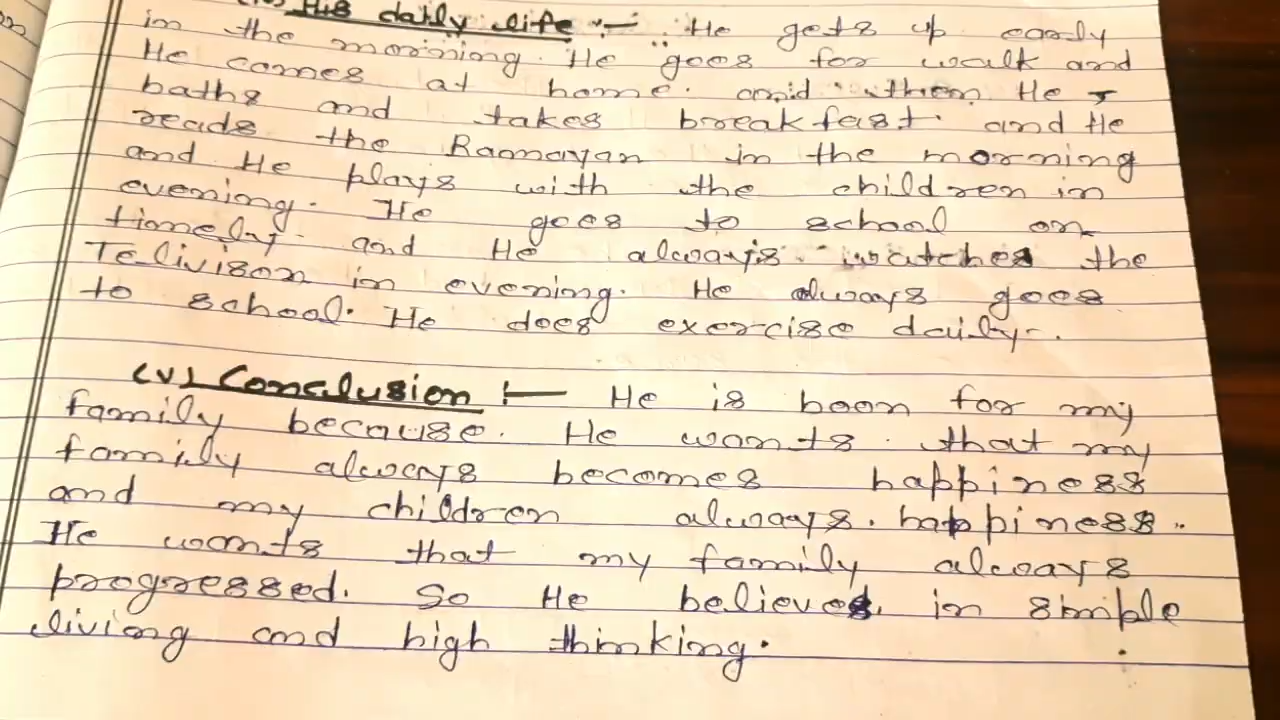 His daily life :- He gets up early
in the morning. He goes for walk and
He comes at home. and then He
baths and takes breakfast. and He
reads the Ramayan in the morning
and He plays with the children in
evening. He goes to school on
timely and He always watches the
Telivison in evening. He always goes
to school. He does exercise daily.
(v) Conclusion :- He is boon for my
family because. He wants that my
family always becomes happiness
and my children always. happiness.
He wants that my family always
progressed. So He believes in simple
living and high thinking.